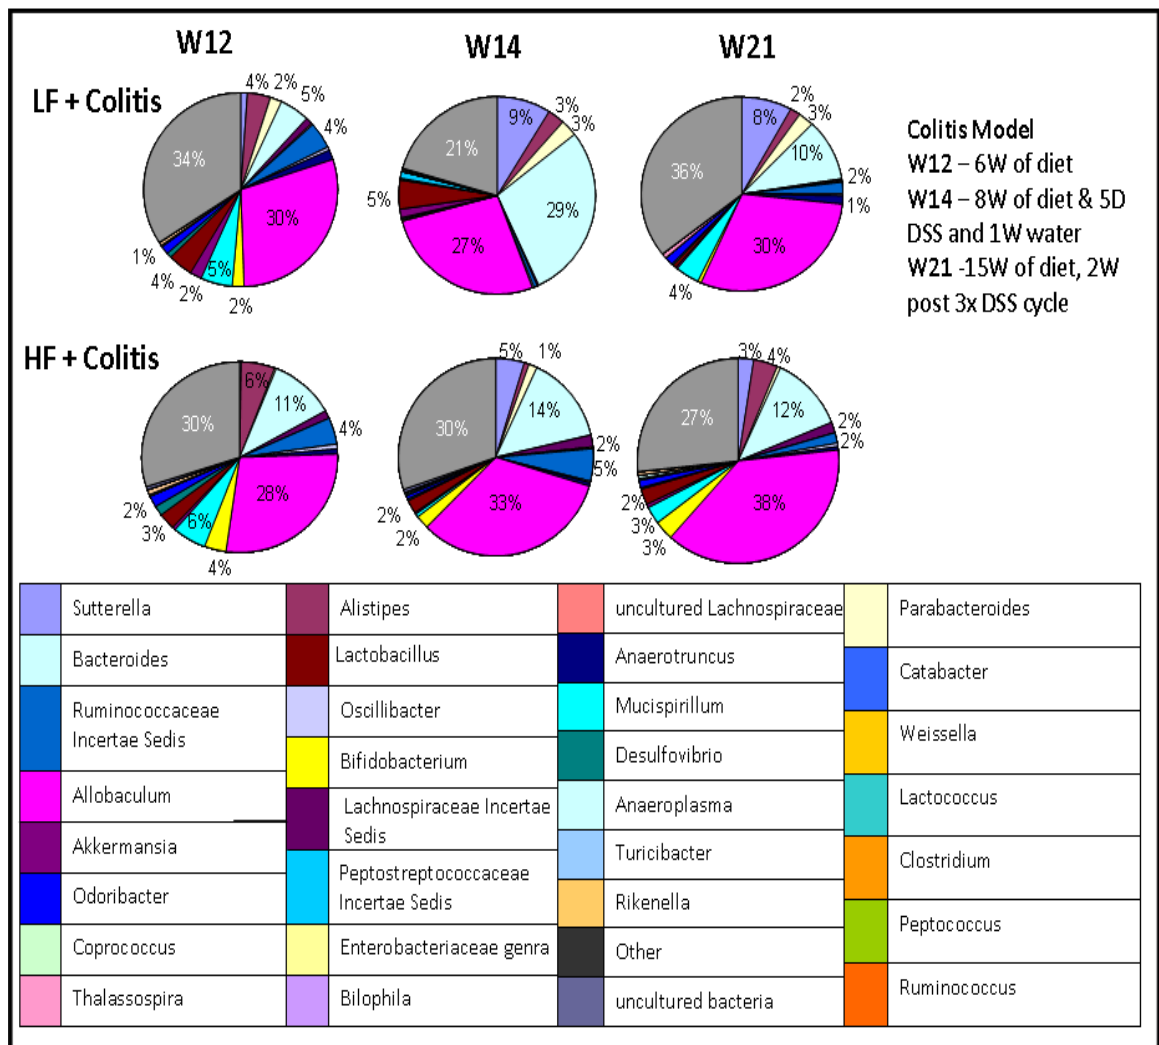 W12
W14
W21
LF + Colitis
4%
2%
5%
4%
30%
2%
5%
2%
4%
1%
34%
9%
3%
3%
29%
27%
5%
21%
8%
2%
3%
10%
2%
1%
30%
4%
36%
Colitis Model
W12 – 6W of diet
W14 – 8W of diet & 5D
DSS and 1W water
W21 -15W of diet, 2W
post 3x DSS cycle
HF + Colitis
6%
11%
4%
28%
4%
6%
3%
2%
30%
5%
1%
14%
2%
5%
33%
2%
2%
30%
3%
4%
12%
2%
2%
38%
3%
3%
2%
27%
Sutterella
Bacteroides
Ruminococcaceae
Incertae Sedis
Allobaculum
Akkermansia
Odoribacter
Coprococcus
Thalassospira
Alistipes
Lactobacillus
Oscillibacter
Bifidobacterium
Lachnospiraceae Incertae
Sedis
Peptostreptococcaceae
Incertae Sedis
Enterobacteriaceae genra
Bilophila
uncultured Lachnospiraceae
Anaerotruncus
Mucispirillum
Desulfovibrio
Anaeroplasma
Turicibacter
Rikenella
Other
uncultured bacteria
Parabacteroides
Catabacter
Weissella
Lactococcus
Clostridium
Peptococcus
Ruminococcus